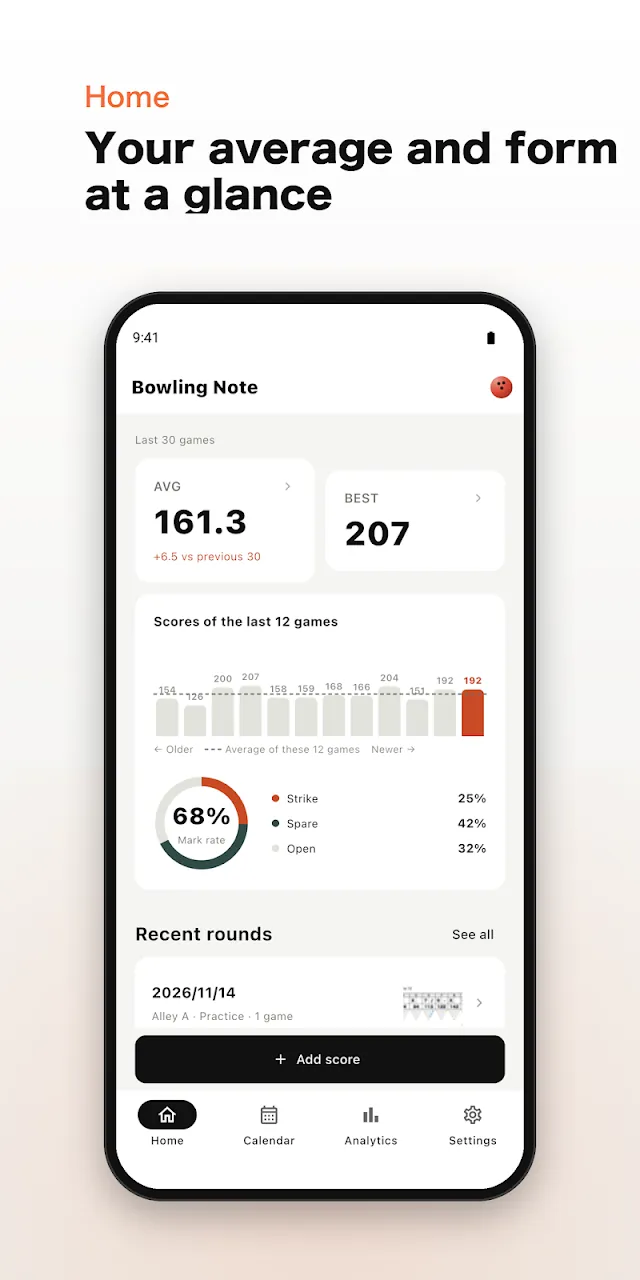 Home
Your average and form
at a glance
9:41
Bowling Note
Last 30 games
AVG
161.3
+6.5 vs previous 30
BEST
207
Scores of the last 12 games
154 126 200 207 158 159 168 166 204 151 192 192
← Older --- Average of these 12 games Newer →
68%
Mark rate
Strike 25%
Spare 42%
Open 32%
Recent rounds See all
2026/11/14
Alley A · Practice · 1 game
+ Add score
Home Calendar Analytics Settings